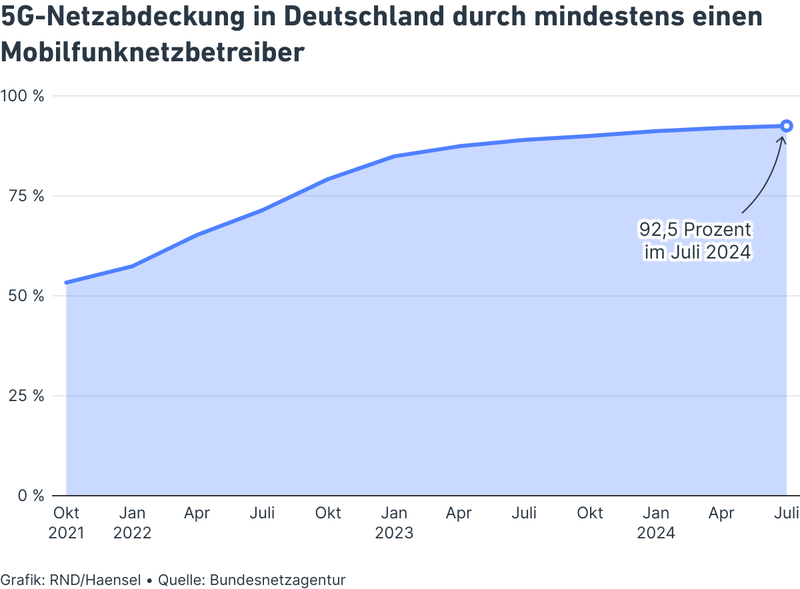 5G-Netzabdeckung in Deutschland durch mindestens einen
Mobilfunknetzbetreiber
100 %
75 %
50 %
25 %
0 %
92,5 Prozent
im Juli 2024
Okt Jan Apr Juli Okt Jan Apr Juli Okt Jan Apr Juli
2021 2022 2023 2024
Grafik: RND/Haensel • Quelle: Bundesnetzagentur